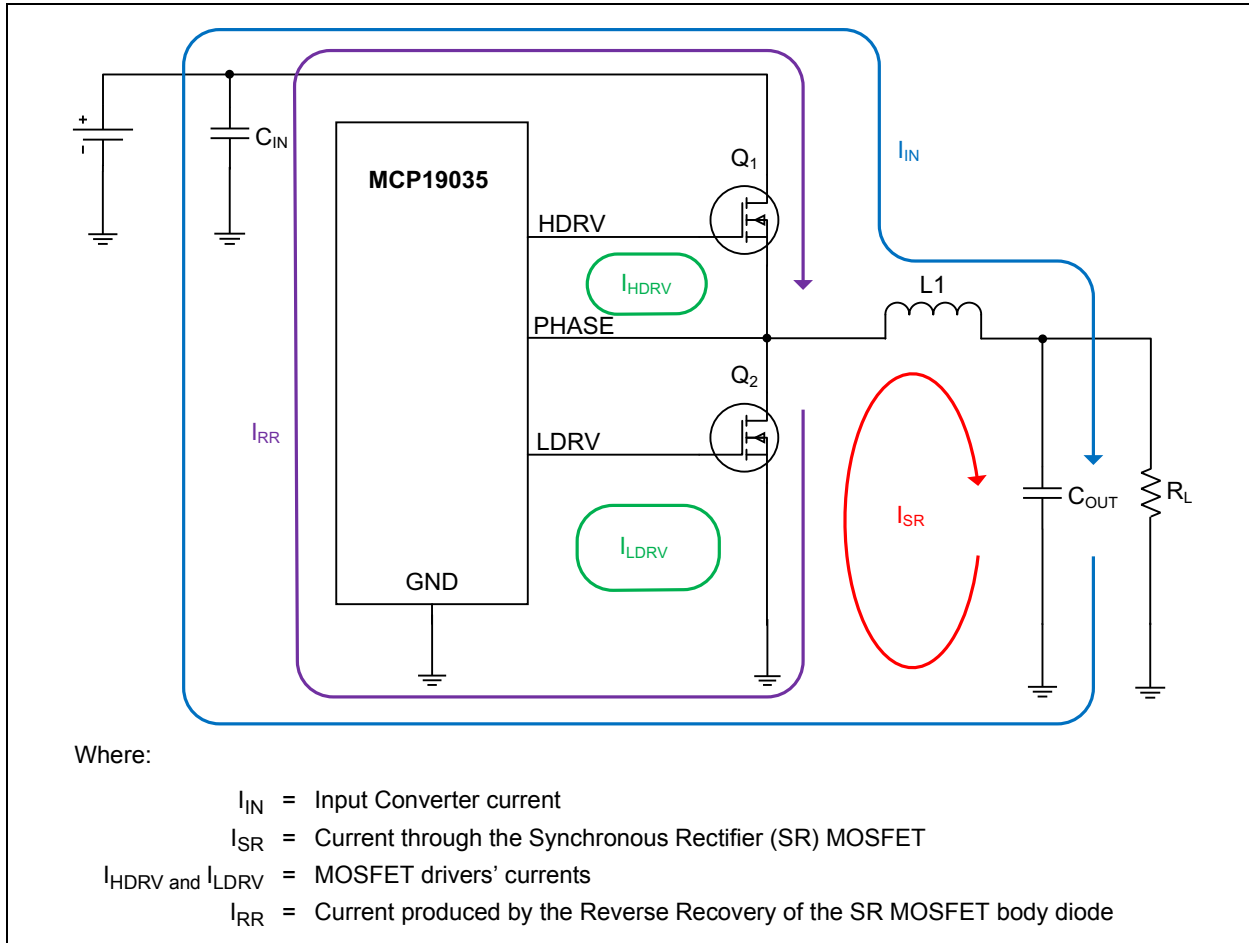 +
-
C_IN
MCP19035
Q_1
I_IN
HDRV
I_HDRV
L1
PHASE
Q_2
I_RR
LDRV
C_OUT
R_L
I_SR
I_LDRV
GND
Where:
I_IN = Input Converter current
I_SR = Current through the Synchronous Rectifier (SR) MOSFET
I_HDRV and I_LDRV = MOSFET drivers’ currents
I_RR = Current produced by the Reverse Recovery of the SR MOSFET body diode